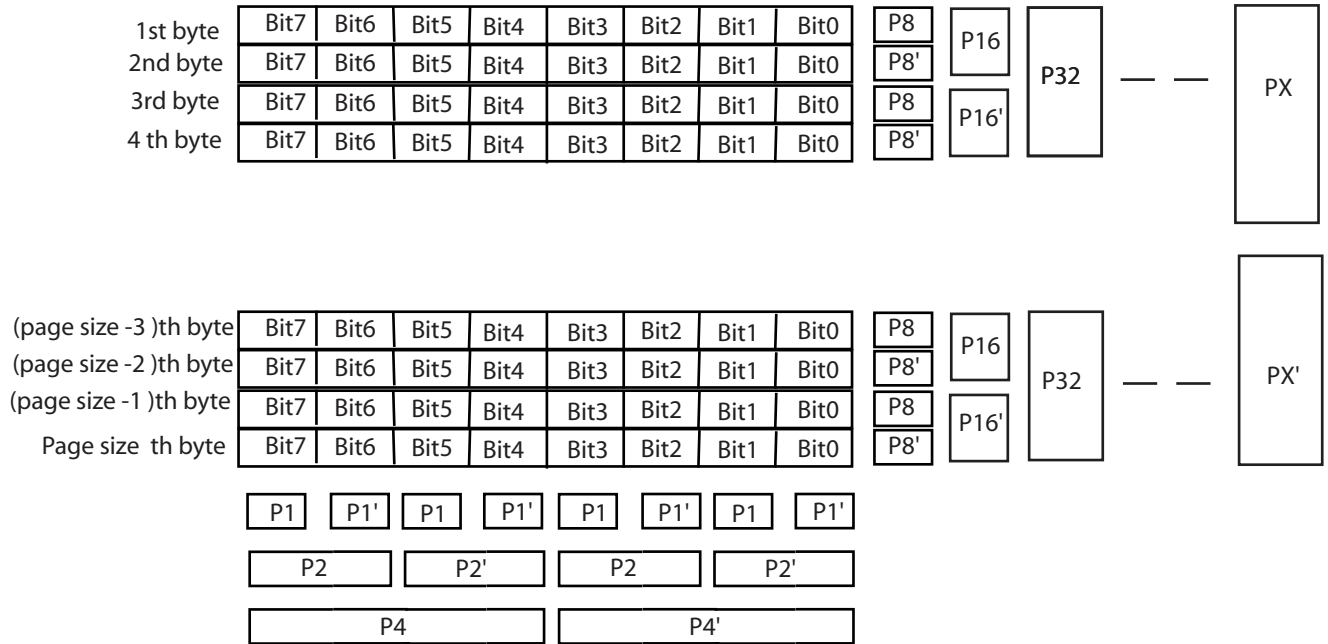 1st byte Bit7 Bit6 Bit5 Bit4 Bit3 Bit2 Bit1 Bit0 P8 P16 P32 — — PX
2nd byte Bit7 Bit6 Bit5 Bit4 Bit3 Bit2 Bit1 Bit0 P8'
3rd byte Bit7 Bit6 Bit5 Bit4 Bit3 Bit2 Bit1 Bit0 P8 P16'
4 th byte Bit7 Bit6 Bit5 Bit4 Bit3 Bit2 Bit1 Bit0 P8'
(page size -3 )th byte Bit7 Bit6 Bit5 Bit4 Bit3 Bit2 Bit1 Bit0 P8 P16 P32 — — PX'
(page size -2 )th byte Bit7 Bit6 Bit5 Bit4 Bit3 Bit2 Bit1 Bit0 P8'
(page size -1 )th byte Bit7 Bit6 Bit5 Bit4 Bit3 Bit2 Bit1 Bit0 P8 P16'
Page size th byte Bit7 Bit6 Bit5 Bit4 Bit3 Bit2 Bit1 Bit0 P8'
P1 P1' P1 P1' P1 P1' P1 P1'
P2 P2' P2 P2'
P4 P4'